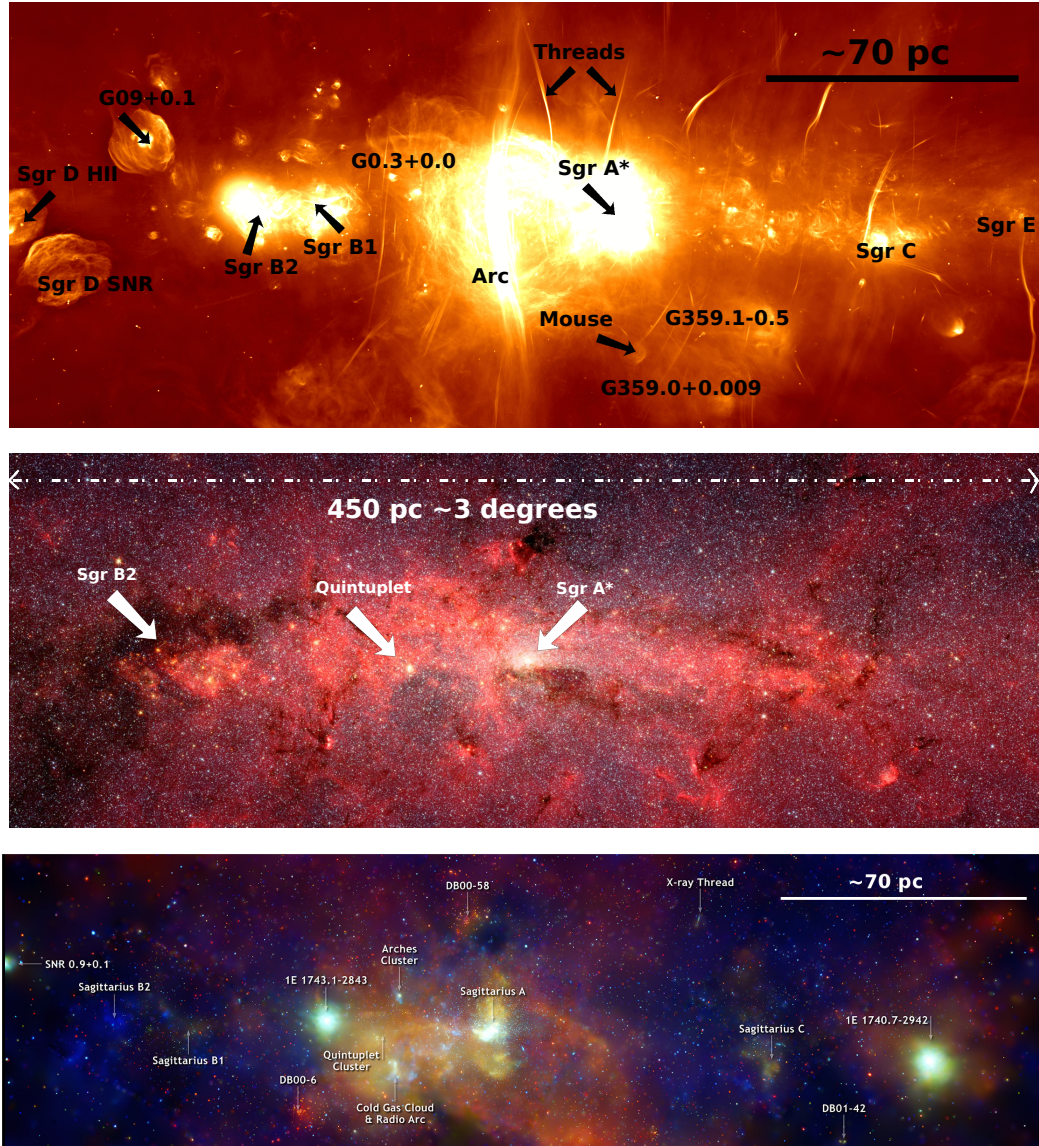 Threads
~70 pc
G09+0.1
G0.3+0.0
Sgr A*
Sgr D HII
Sgr E
Sgr B1
Sgr C
Sgr B2
Arc
Sgr D SNR
Mouse
G359.1-0.5
G359.0+0.009
450 pc ~3 degrees
Sgr B2
Quintuplet
Sgr A*
DB00-58
X-ray Thread
~70 pc
Arches
Cluster
SNR 0.9+0.1
Sagittarius B2
1E 1743.1-2843
Sagittarius A
1E 1740.7-2942
Sagittarius C
Sagittarius B1
Quintuplet
Cluster
DB00-6
Cold Gas Cloud
& Radio Arc
DB01-42